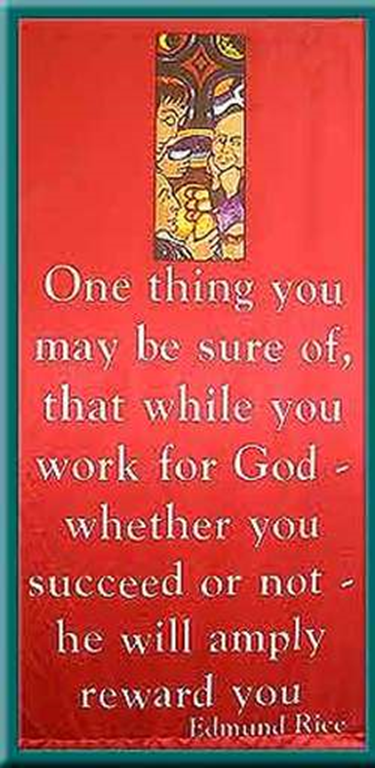 One thing you
may be sure of,
that while you
work for God -
whether you
succeed or not -
he will amply
reward you
Edmund Rice